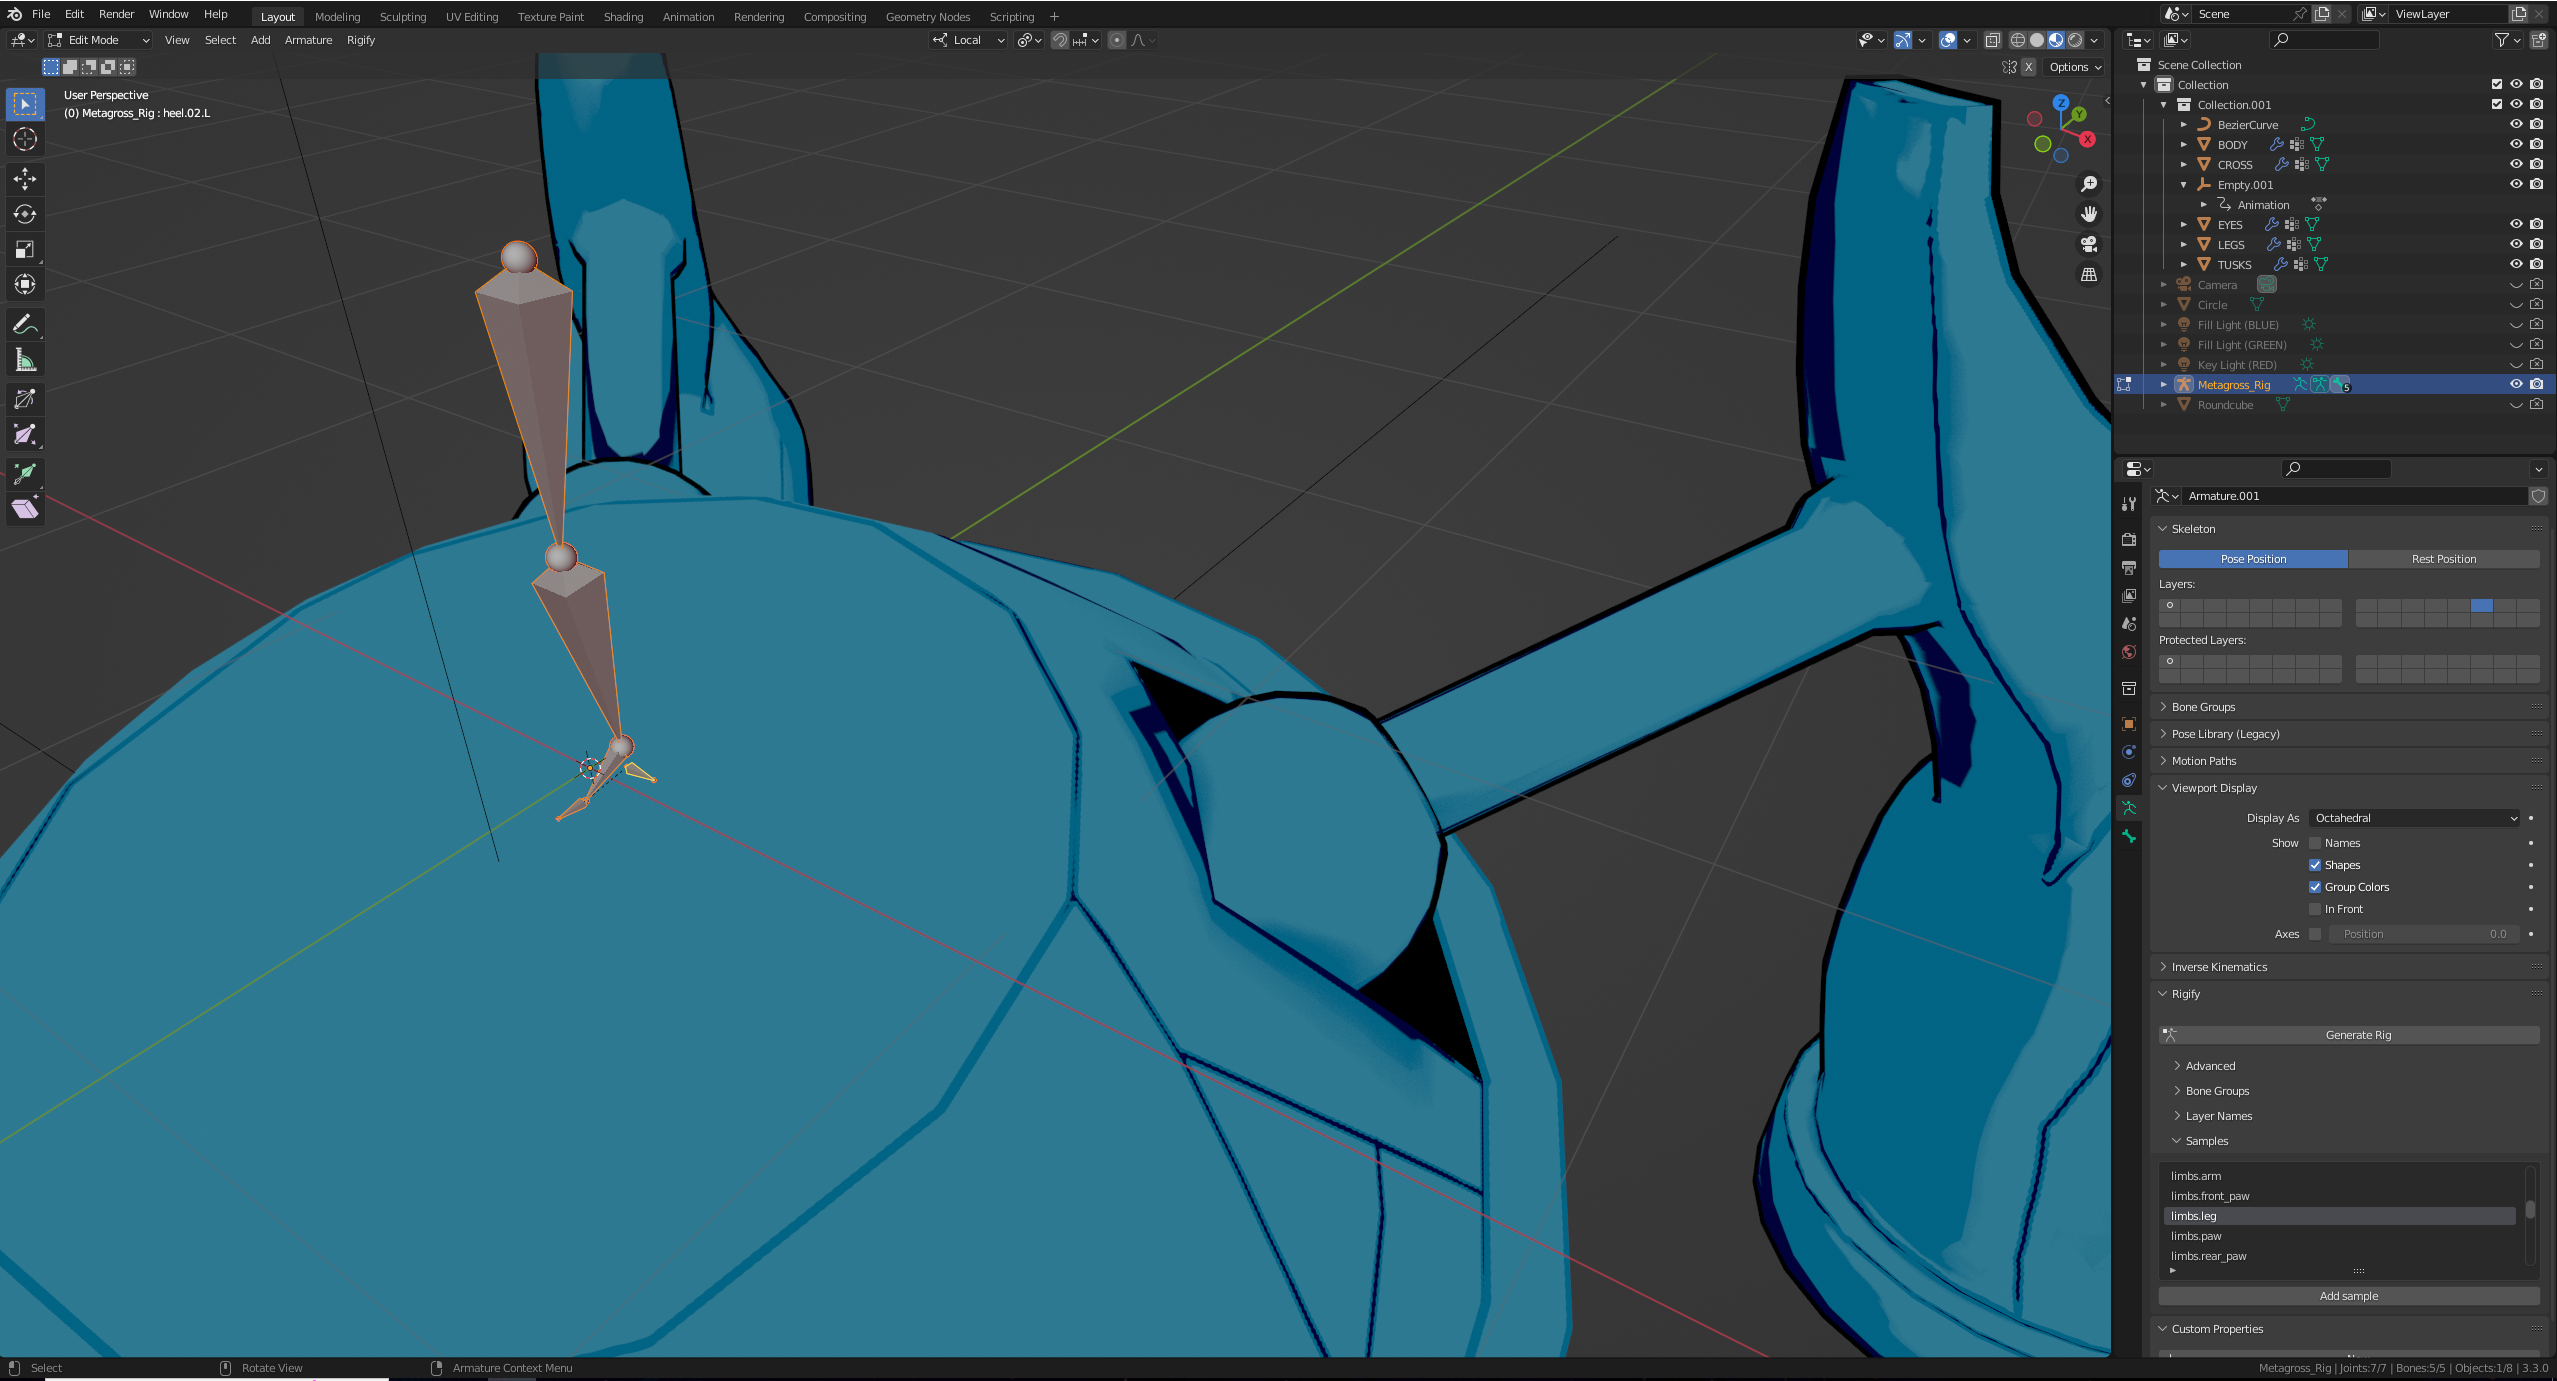 File Edit Render Window Help Layout Modeling Sculpting UV Editing Texture Paint Shading Animation Rendering Compositing Geometry Nodes Scripting + Scene ViewLayer
Edit Mode View Select Add Armature Rigify Local
X Options
User Perspective
(0) Metagross_Rig : heel.02.L
Z
Y
X
Scene Collection
Collection
Collection.001
BezierCurve
BODY
CROSS
Empty.001
Animation
EYES
LEGS
TUSKS
Camera
Circle
Fill Light (BLUE)
Fill Light (GREEN)
Key Light (RED)
Metagross_Rig 5
Roundcube
Armature.001
Skeleton
Pose Position Rest Position
Layers:
Protected Layers:
Bone Groups
Pose Library (Legacy)
Motion Paths
Viewport Display
Display As Octahedral
Show Names
Shapes
Group Colors
In Front
Axes Position 0.0
Inverse Kinematics
Rigify
Generate Rig
Advanced
Bone Groups
Layer Names
Samples
limbs.arm
limbs.front_paw
limbs.leg
limbs.paw
limbs.rear_paw
Add sample
Custom Properties
Select Rotate View Armature Context Menu Metagross_Rig | Joints:7/7 | Bones:5/5 | Objects:1/8 | 3.3.0